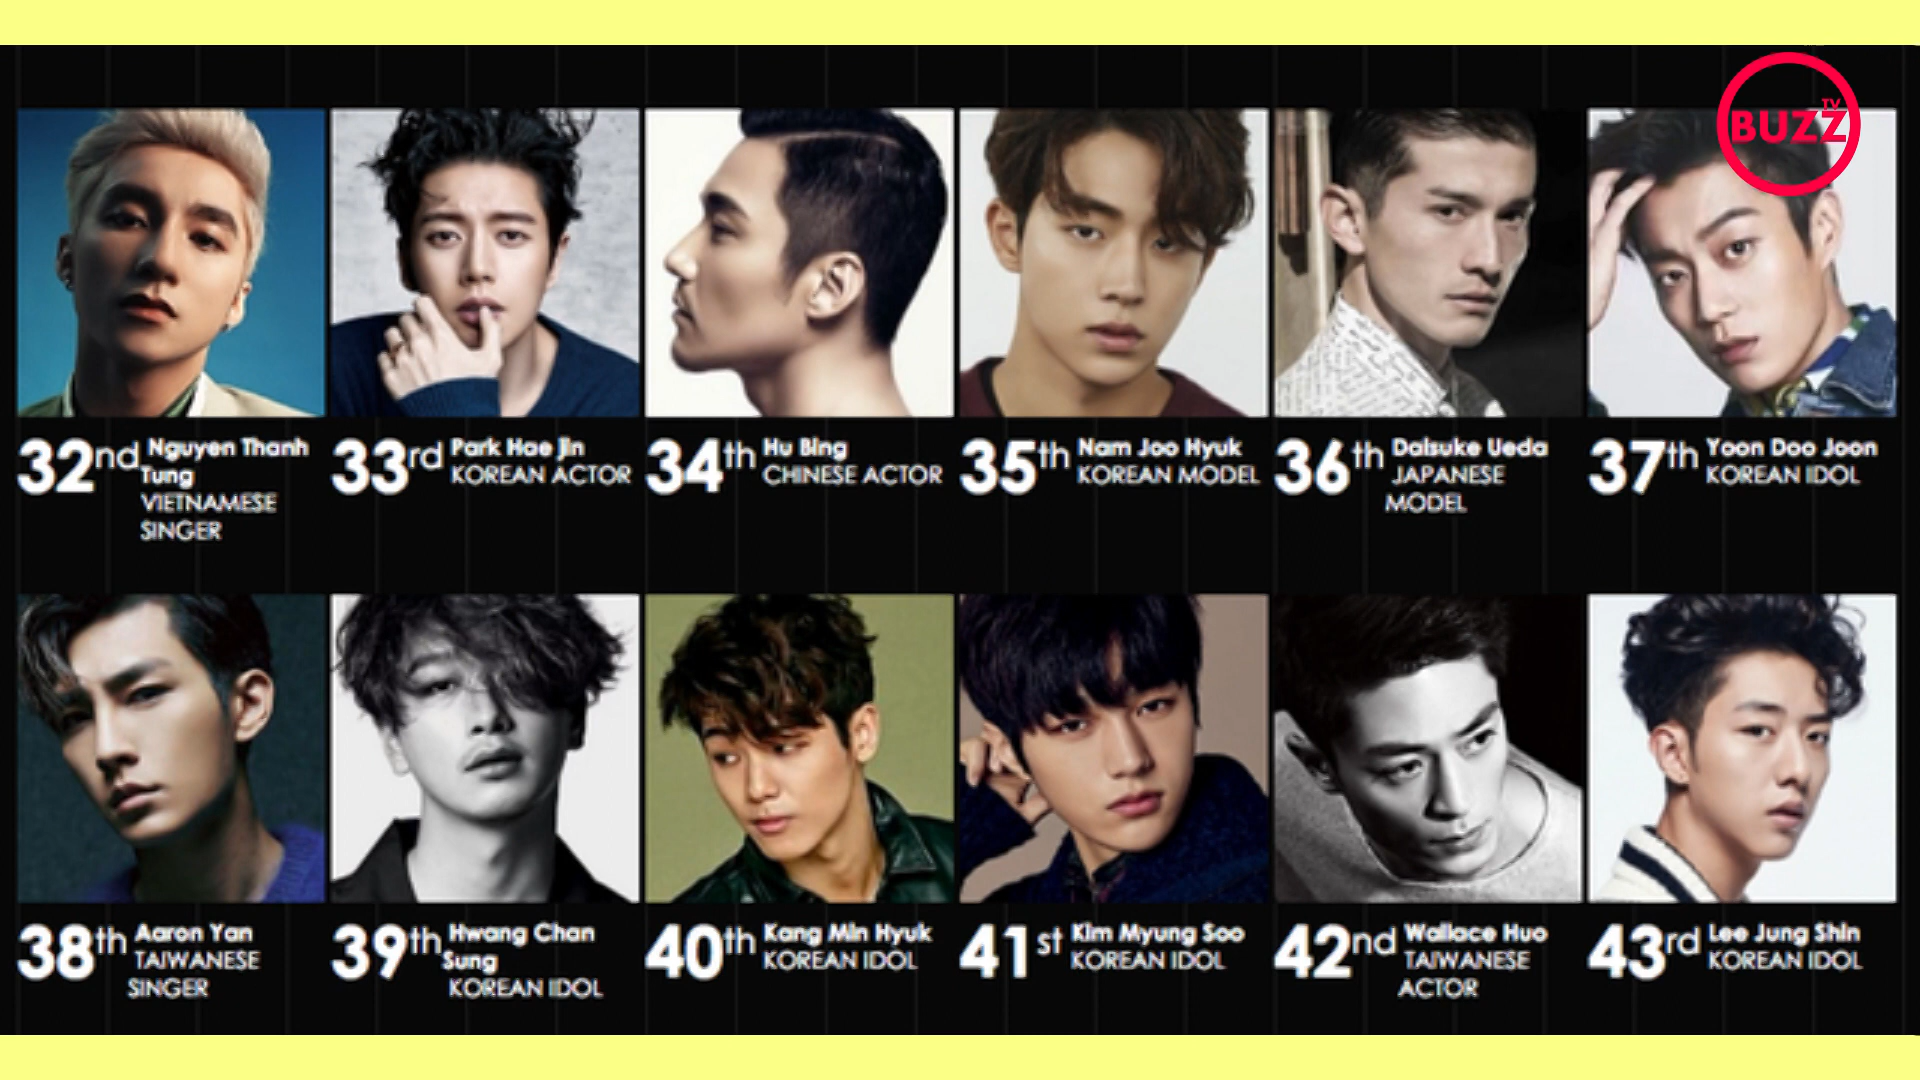 TV
BUZZ
32nd Nguyen Thanh
Tung
VIETNAMESE
SINGER
33rd Park Hae Jin
KOREAN ACTOR
34th Hu Bing
CHINESE ACTOR
35th Nam Joo Hyuk
KOREAN MODEL
36th Daisuke Ueda
JAPANESE
MODEL
37th Yoon Doo Joon
KOREAN IDOL
38th Aaron Yan
TAIWANESE
SINGER
39th Hwang Chan
Sung
KOREAN IDOL
40th Kang Min Hyuk
KOREAN IDOL
41st Kim Myung Soo
KOREAN IDOL
42nd Wallace Huo
TAIWANESE
ACTOR
43rd Lee Jung Shin
KOREAN IDOL